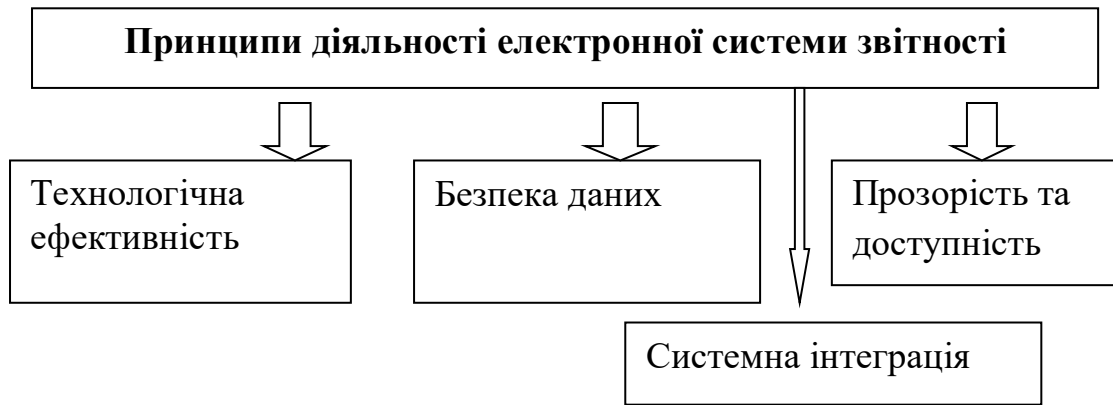 Принципи діяльності електронної системи звітності
Технологічна
ефективність
Безпека даних
Прозорість та
доступність
Системна інтеграція